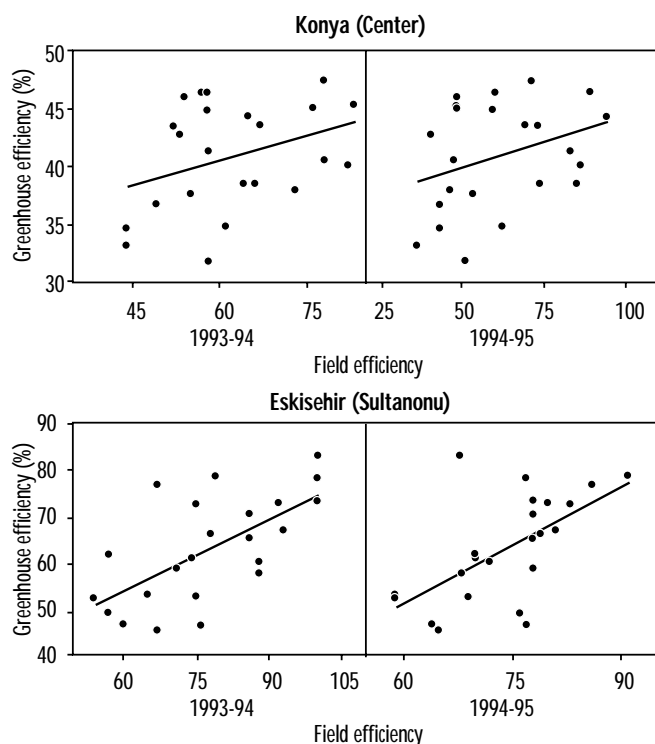 Konya (Center)
Greenhouse efficiency (%)
50
45
40
35
30
45 60 75 25 50 75 100
1993-94 1994-95
Field efficiency
Eskisehir (Sultanonu)
Greenhouse efficiency (%)
90
80
70
60
50
40
60 75 90 105 60 75 90
1993-94 1994-95
Field efficiency